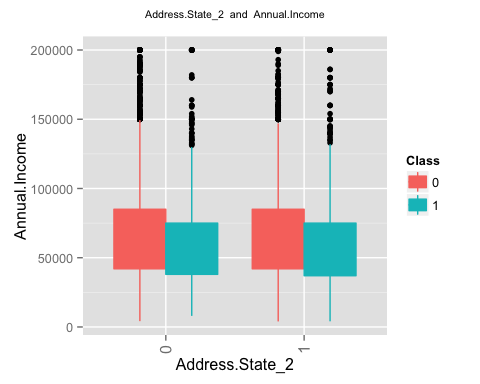 Address.State_2 and Annual.Income
200000
150000
100000
50000
0
Annual.Income
0
1
Address.State_2
Class
0
1